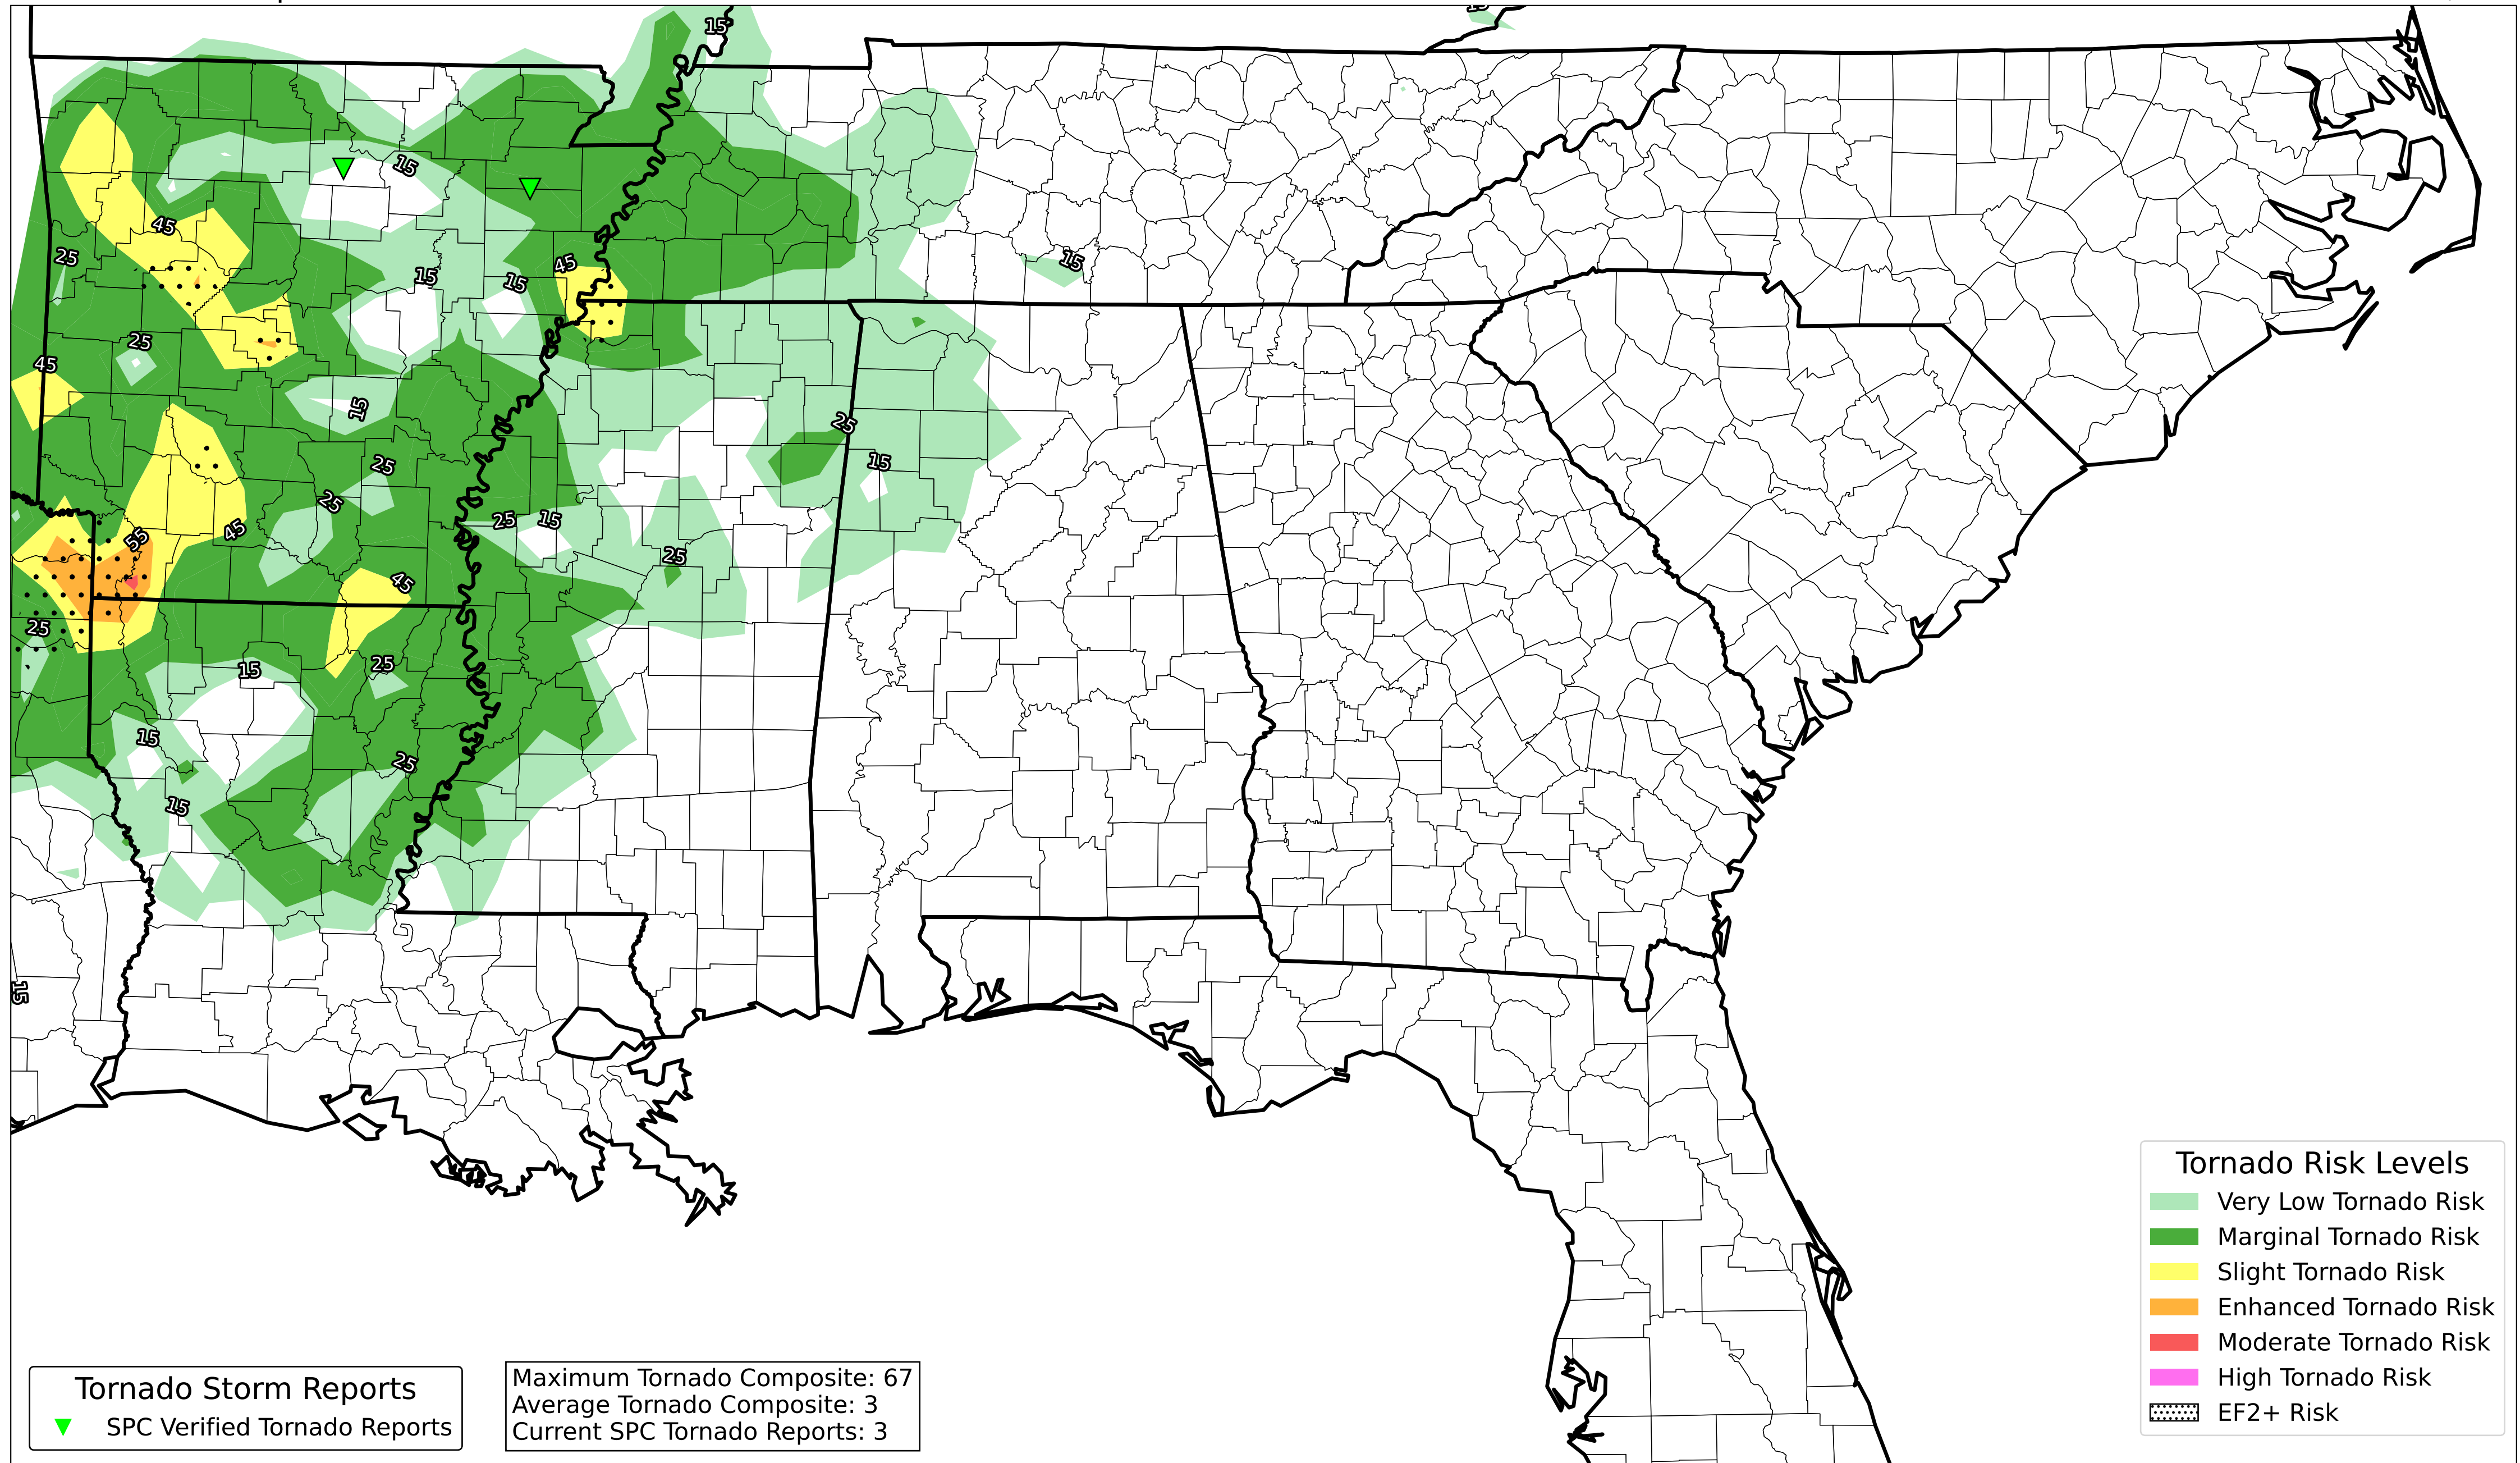 15
15
15
45
25
15
15
45
15
25
45
15
25
15
25
25
15
25
45
55
25
45
25
15
25
15
25
15
15
Tornado Risk Levels
Very Low Tornado Risk
Marginal Tornado Risk
Slight Tornado Risk
Enhanced Tornado Risk
Moderate Tornado Risk
High Tornado Risk
EF2+ Risk
Tornado Storm Reports
SPC Verified Tornado Reports
Maximum Tornado Composite: 67
Average Tornado Composite: 3
Current SPC Tornado Reports: 3